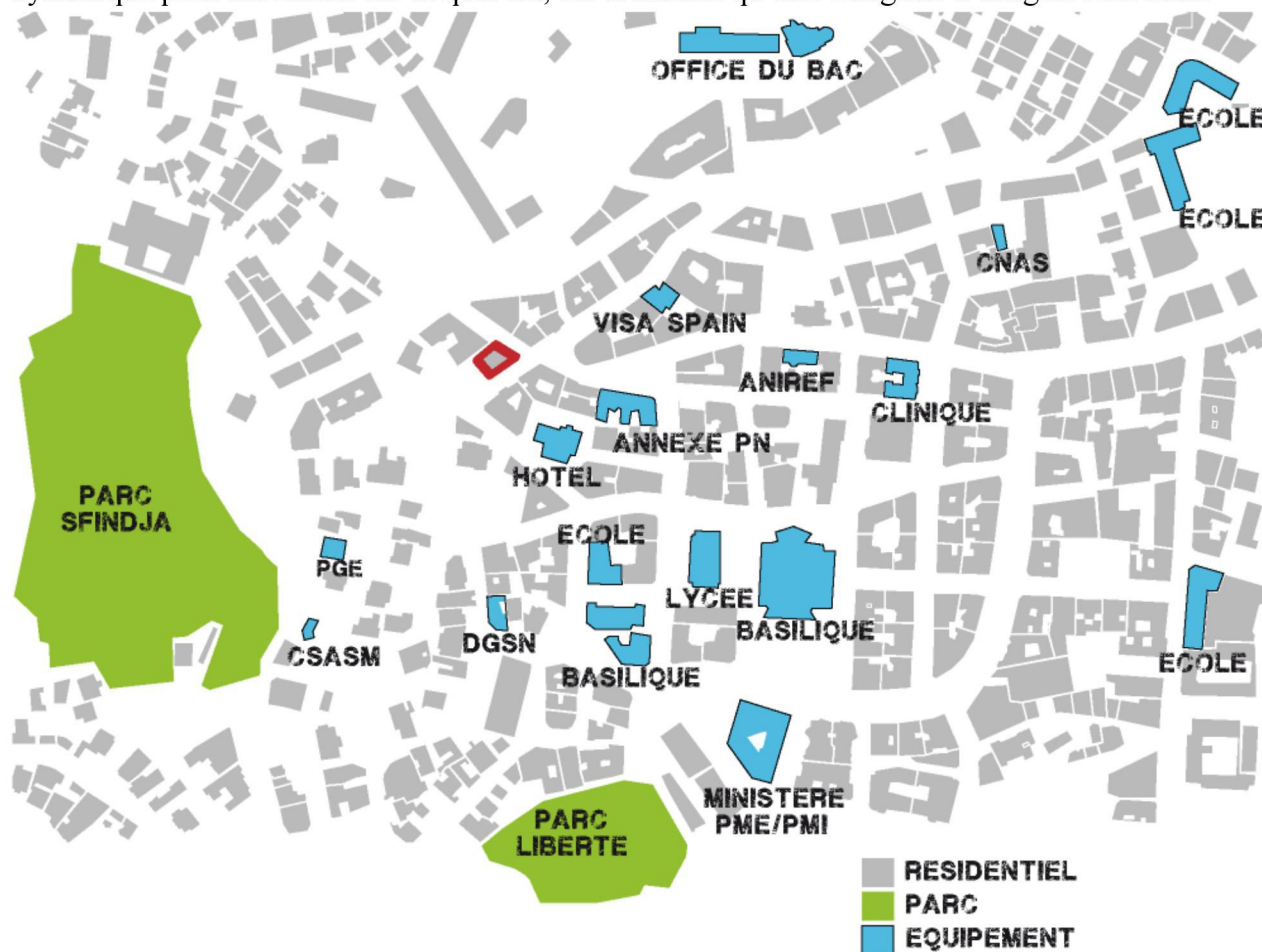 OFFICE DU BAC
ECOLE
ECOLE
CNAS
VISA SPAIN
ANIREF
CLINIQUE
ANNEXE PN
HOTEL
PARC
SFINDJA
ECOLE
PGE
LYCEE
BASILIQUE
DGSN
CSASM
BASILIQUE
ECOLE
MINISTERE
PME/PMI
PARC
LIBERTE
RESIDENTIEL
PARC
EQUIPEMENT